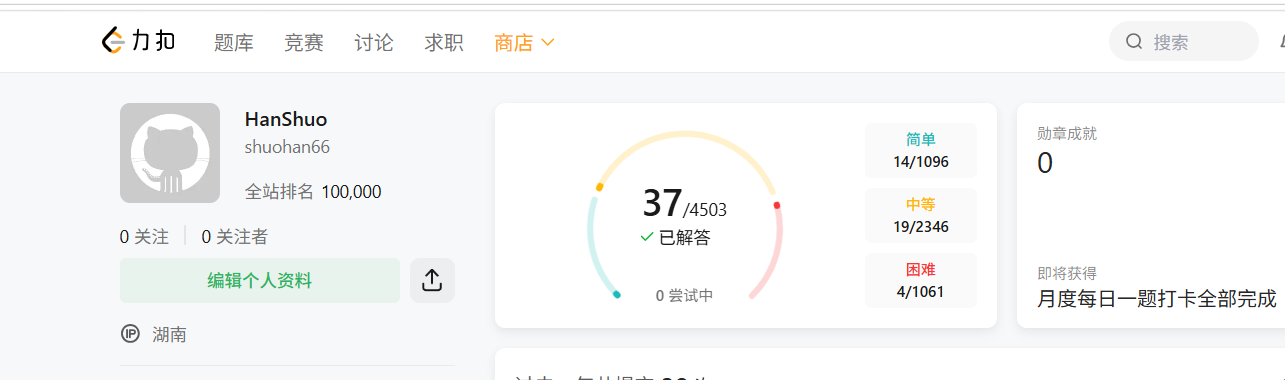 力扣 题库 竞赛 讨论 求职 商店 搜索
HanShuo
shuohan66
全站排名 100,000
0 关注 0 关注者
编辑个人资料
IP 湖南
37/4503
已解答
0 尝试中
简单
14/1096
中等
19/2346
困难
4/1061
勋章成就
0
即将获得
月度每日一题打卡全部完成